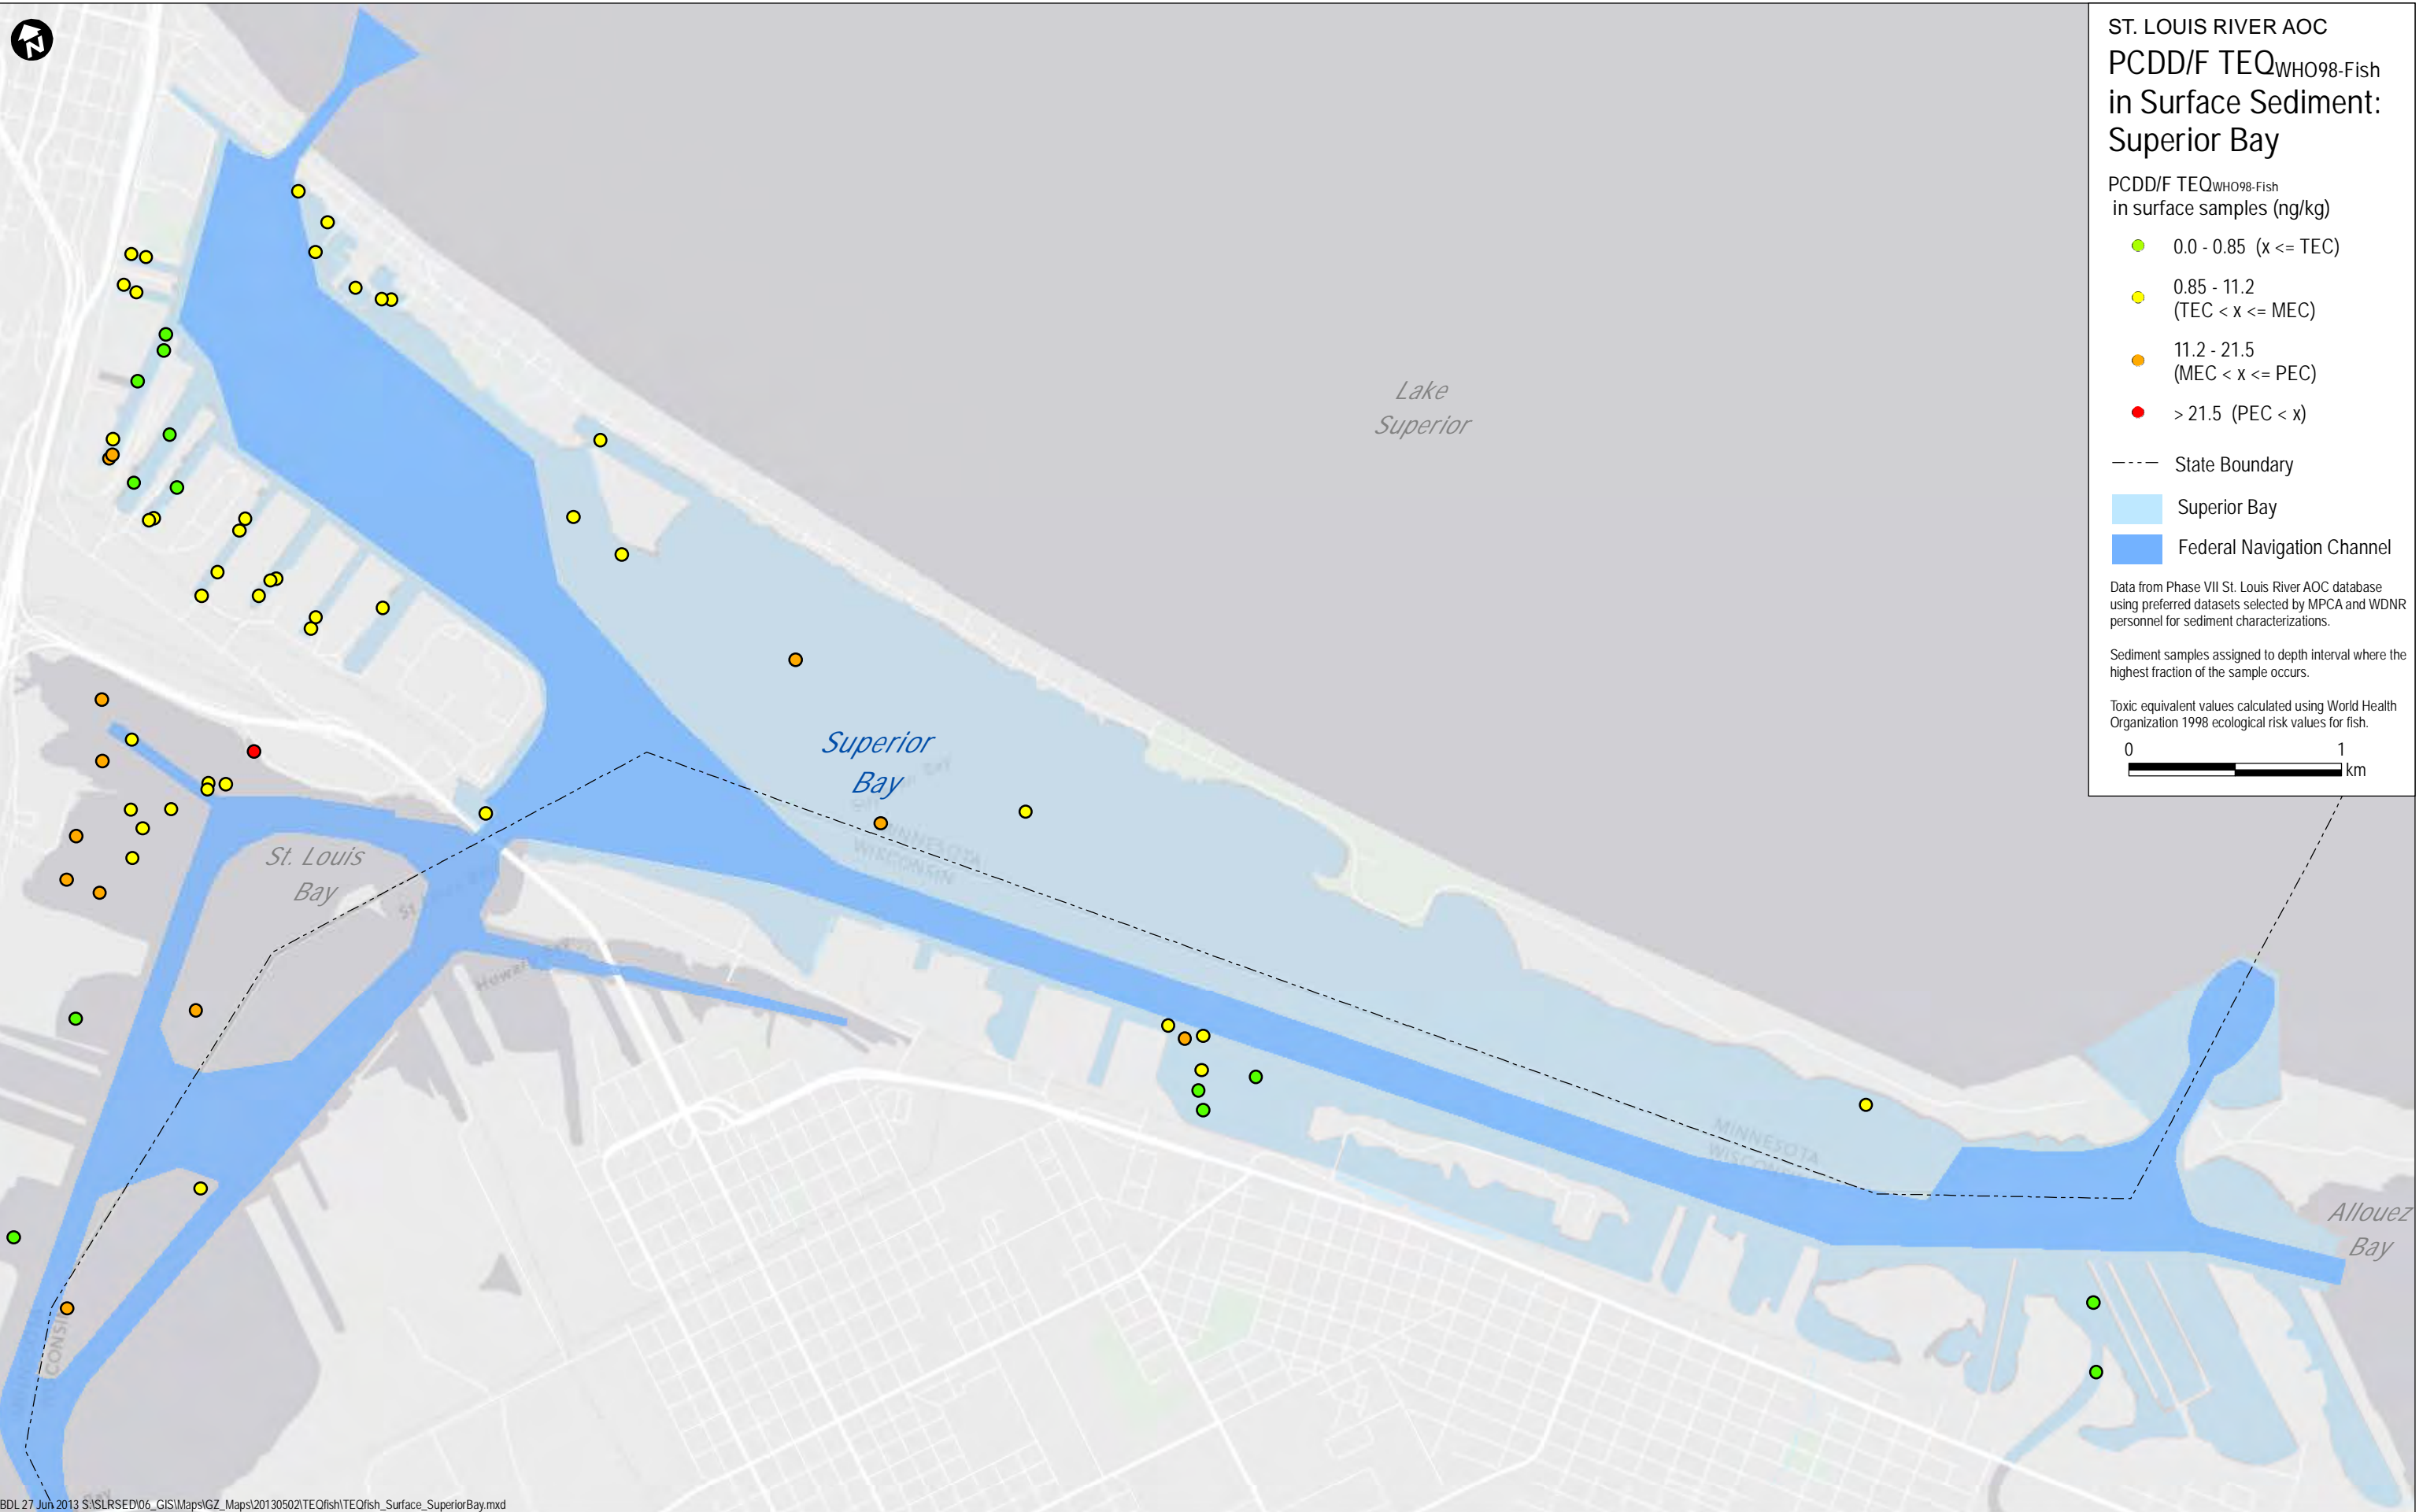 N
ST. LOUIS RIVER AOC
PCDD/F TEQWHO98-Fish
in Surface Sediment:
Superior Bay
PCDD/F TEQWHO98-Fish
in surface samples (ng/kg)
0.0 - 0.85 (x <= TEC)
0.85 - 11.2
(TEC < x <= MEC)
11.2 - 21.5
(MEC < x <= PEC)
> 21.5 (PEC < x)
State Boundary
Superior Bay
Federal Navigation Channel
Data from Phase VII St. Louis River AOC database
using preferred datasets selected by MPCA and WDNR
personnel for sediment characterizations.
Sediment samples assigned to depth interval where the
highest fraction of the sample occurs.
Toxic equivalent values calculated using World Health
Organization 1998 ecological risk values for fish.
0 1
km
Lake
Superior
Superior
Bay
MINNESOTA
WISCONSIN
St. Louis
Bay
Howard Bay
MINNESOTA
WISCONSIN
Allouez
Bay
Bay
BDL 27 Jun 2013 S:\SLRSED\06_GIS\Maps\GZ_Maps\20130502\TEQfish\TEQfish_Surface_SuperiorBay.mxd